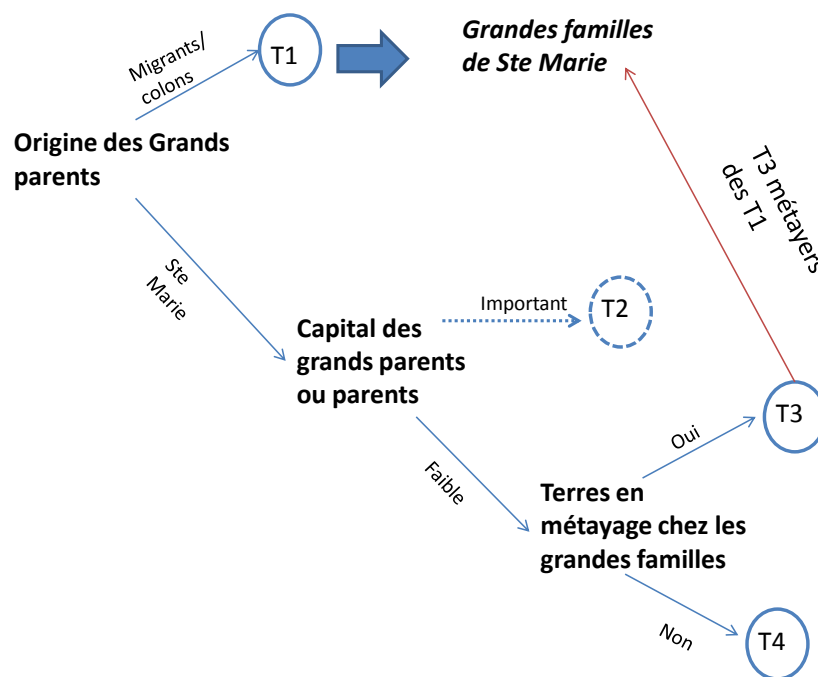 Migrants/
colons
T1
Grandes familles
de Ste Marie
Origine des Grands
parents
T3 métayers
des T1
Ste
Marie
Important
T2
Capital des
grands parents
ou parents
T3
Oui
Faible
Terres en
métayage chez les
grandes familles
Non
T4